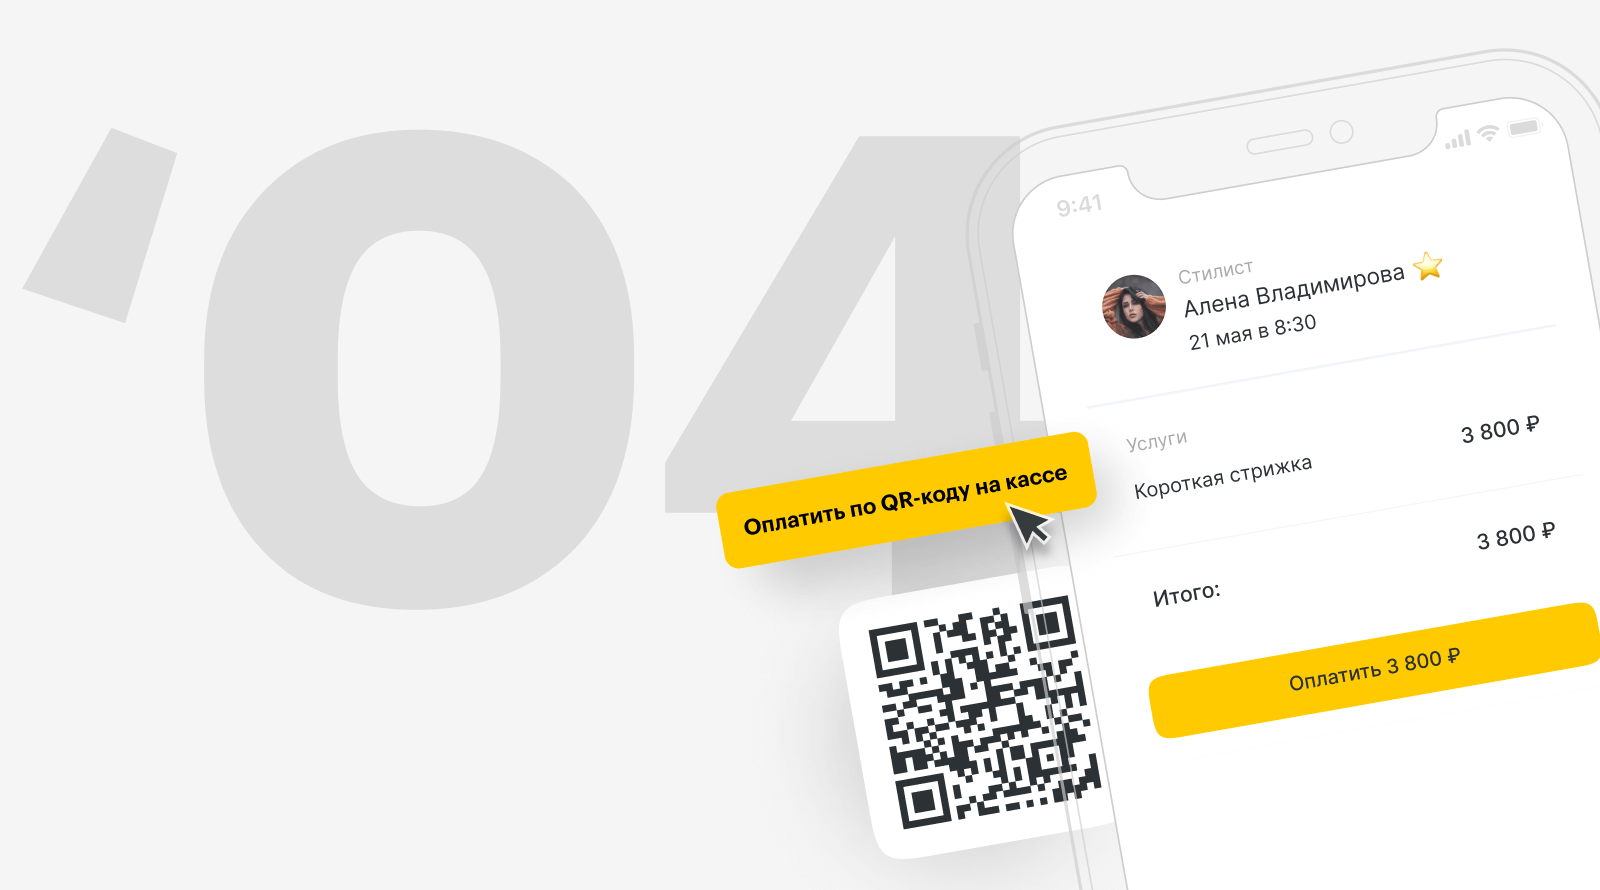 ‘04
9:41
Стилист
Алена Владимирова ⭐
21 мая в 8:30
Услуги
Короткая стрижка
3 800 ₽
Итого:
3 800 ₽
Оплатить 3 800 ₽
Оплатить по QR-коду на кассе